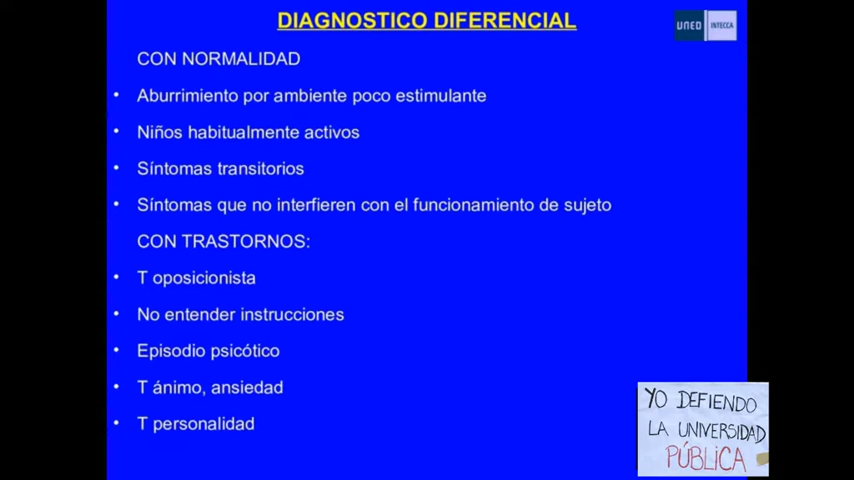 DIAGNOSTICO DIFERENCIAL
UNED INTECCA
CON NORMALIDAD
• Aburrimiento por ambiente poco estimulante
• Niños habitualmente activos
• Síntomas transitorios
• Síntomas que no interfieren con el funcionamiento de sujeto
CON TRASTORNOS:
• T oposicionista
• No entender instrucciones
• Episodio psicótico
• T ánimo, ansiedad
• T personalidad
YO DEFIENDO
LA UNIVERSIDAD
PÚBLICA